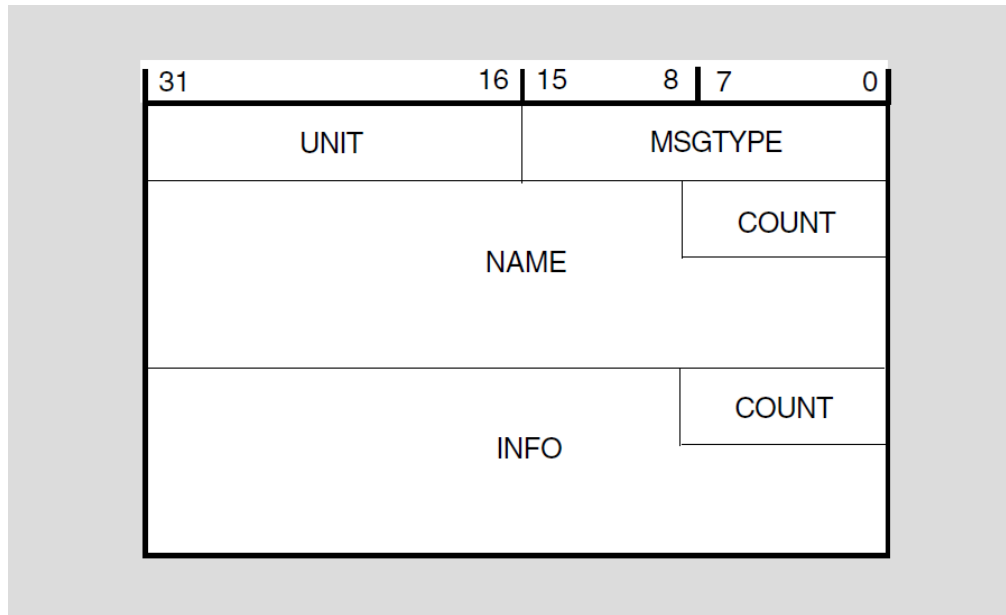 31 16 15 8 7 0
UNIT MSGTYPE
COUNT
NAME
COUNT
INFO